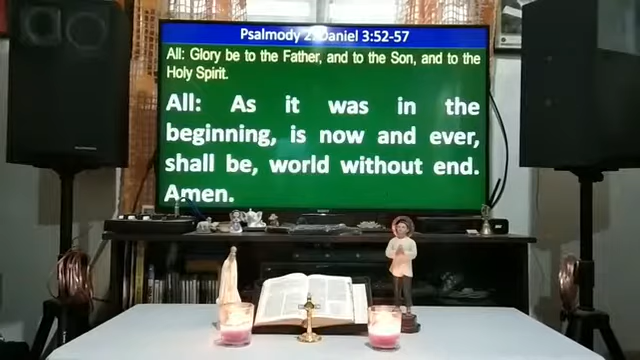 Psalmody 2: Daniel 3:52-57
All: Glory be to the Father, and to the Son, and to the
Holy Spirit.
All: As it was in the
beginning, is now and ever,
shall be, world without end.
Amen.